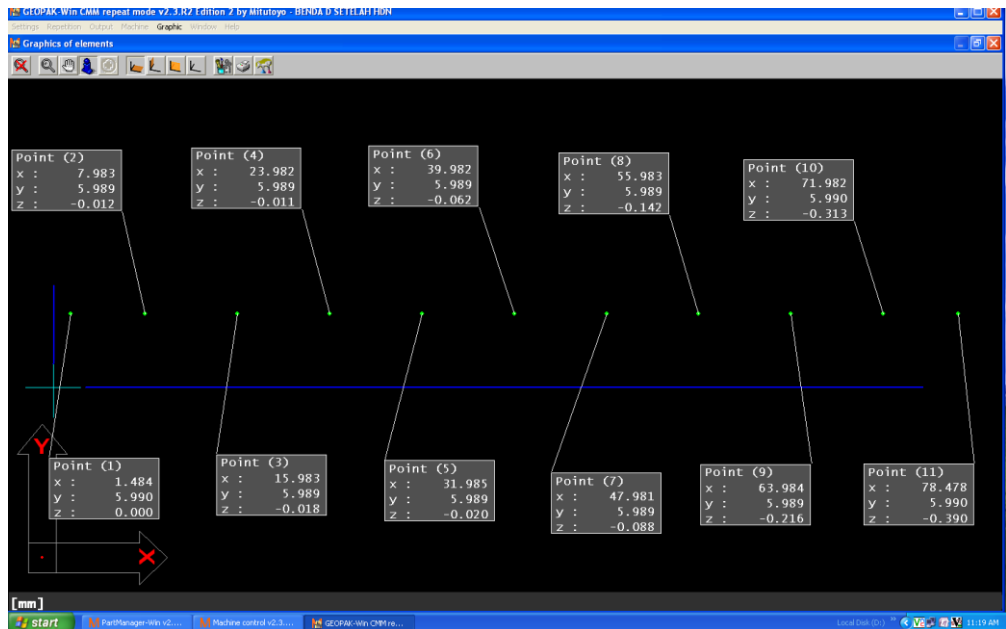 GEOPAK-Win CMM repeat mode v2.3.R2 Edition 2 by Mitutoyo - BENDA D SETELAH HDN
Settings Repetition Output Machine Graphic Window Help
Graphics of elements
Point (2)
x : 7.983
y : 5.989
z : -0.012
Point (4)
x : 23.982
y : 5.989
z : -0.011
Point (6)
x : 39.982
y : 5.989
z : -0.062
Point (8)
x : 55.983
y : 5.989
z : -0.142
Point (10)
x : 71.982
y : 5.990
z : -0.313
Y
Point (1)
x : 1.484
y : 5.990
z : 0.000
Point (3)
x : 15.983
y : 5.989
z : -0.018
Point (5)
x : 31.985
y : 5.989
z : -0.020
Point (7)
x : 47.981
y : 5.989
z : -0.088
Point (9)
x : 63.984
y : 5.989
z : -0.216
Point (11)
x : 78.478
y : 5.990
z : -0.390
X
[mm]
start PartManager-Win v2.... Machine control v2.3.... GEOPAK-Win CMM re... Local Disk (D:) 11:19 AM